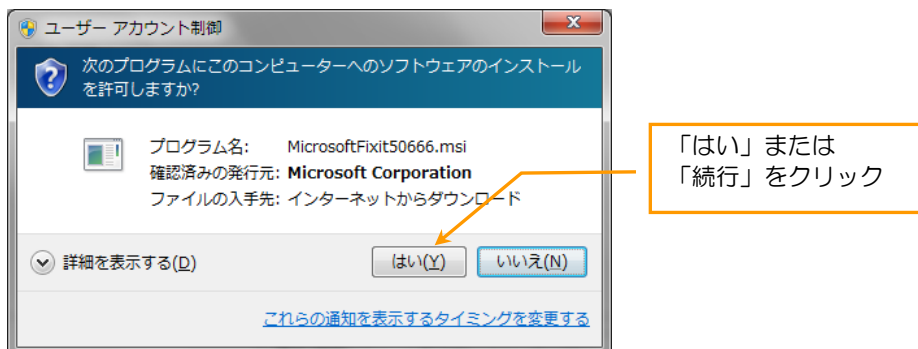 ユーザー アカウント制御
次のプログラムにこのコンピューターへのソフトウェアのインストール
を許可しますか?
プログラム名: MicrosoftFixit50666.msi
確認済みの発行元: Microsoft Corporation
ファイルの入手先: インターネットからダウンロード
詳細を表示する(D)
はい(Y)
いいえ(N)
これらの通知を表示するタイミングを変更する
「はい」または
「続行」をクリック